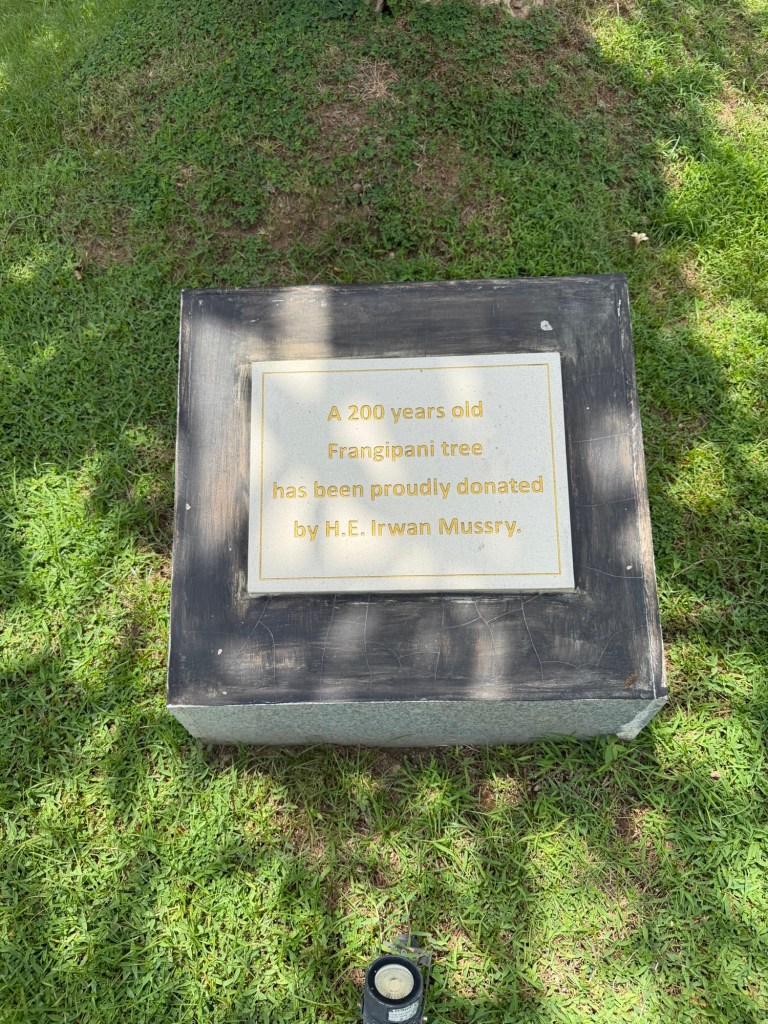 A 200 years old
Frangipani tree
has been proudly donated
by H.E. Irwan Mussry.